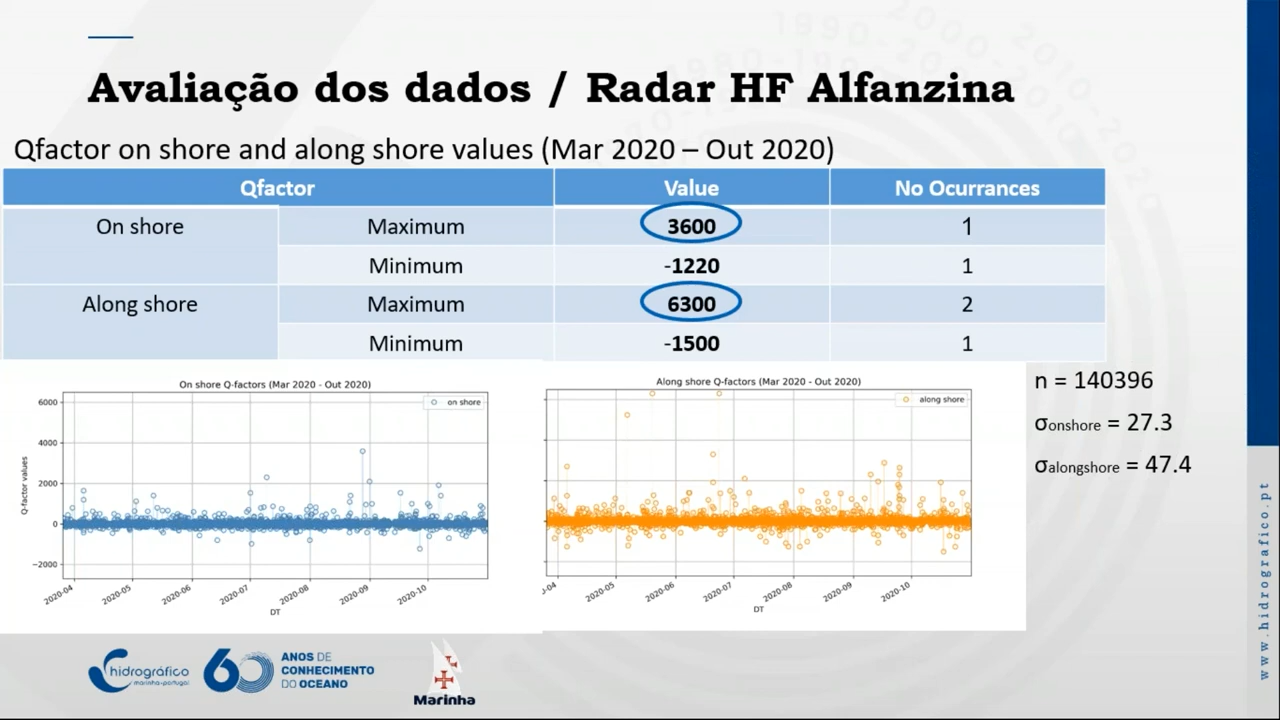 Avaliação dos dados / Radar HF Alfanzina
Qfactor on shore and along shore values (Mar 2020 – Out 2020)
Qfactor Value No Ocurrances
On shore Maximum 3600 1
Minimum -1220 1
Along shore Maximum 6300 2
Minimum -1500 1
On shore Q-factors (Mar 2020 - Out 2020)
on shore
Q-factor values
6000
4000
2000
0
−2000
2020-04 2020-05 2020-06 2020-07 2020-08 2020-09 2020-10
DT
Along shore Q-factors (Mar 2020 - Out 2020)
along shore
-04 2020-05 2020-06 2020-07 2020-08 2020-09 2020-10
DT
n = 140396
σonshore = 27.3
σalongshore = 47.4
hidrográfico
marinha-portugal
60
ANOS DE
CONHECIMENTO
DO OCEANO
Marinha
www.hidrografico.pt